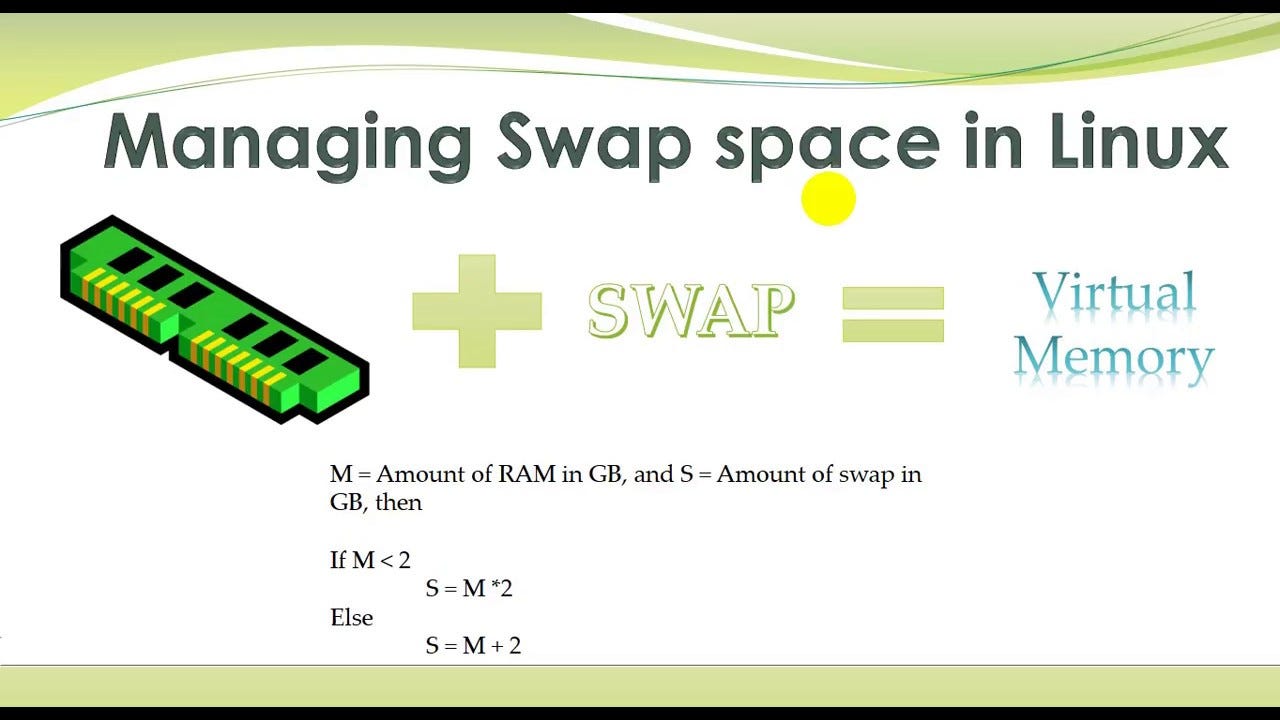 Managing Swap space in Linux
SWAP
Virtual
Memory
M = Amount of RAM in GB, and S = Amount of swap in
GB, then
If M < 2
S = M *2
Else
S = M + 2